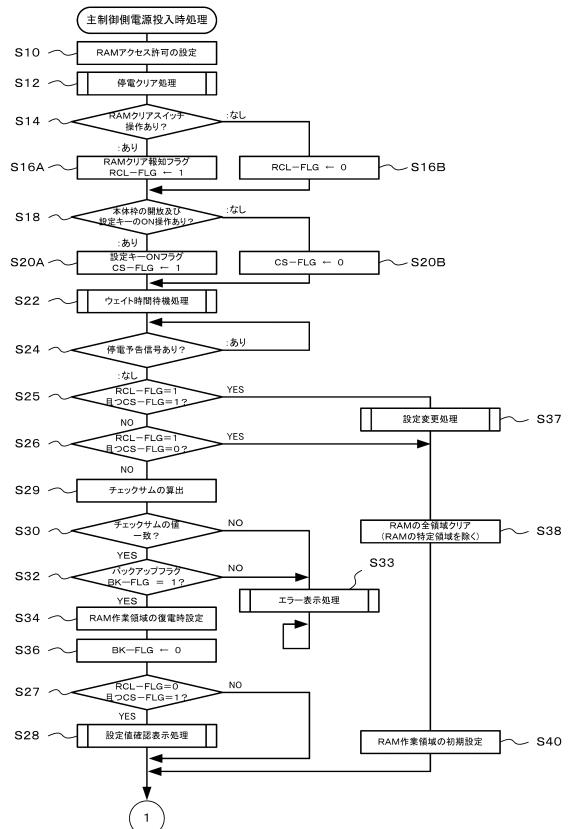 主制御側電源投入時処理
S10
RAMアクセス許可の設定
S12
停電クリア処理
S14
RAMクリアスイッチ
操作あり？
:なし
:あり
S16A
RAMクリア報知フラグ
RCL−FLG ← 1
RCL−FLG ← 0
S16B
S18
本体枠の開放及び
設定キーのON操作あり？
:なし
:あり
S20A
設定キーONフラグ
CS−FLG ← 1
CS−FLG ← 0
S20B
S22
ウェイト時間待機処理
S24
停電予告信号あり？
:あり
:なし
S25
RCL−FLG=1
且つCS−FLG=1？
YES
NO
設定変更処理
S37
S26
RCL−FLG=1
且つCS−FLG=0？
YES
NO
S29
チェックサムの算出
S30
チェックサムの値
一致？
NO
YES
RAMの全領域クリア
(RAMの特定領域を除く)
S38
S32
バックアップフラグ
BK−FLG = 1？
NO
YES
S33
エラー表示処理
S34
RAM作業領域の復電時設定
S36
BK−FLG ← 0
S27
RCL−FLG=0
且つCS−FLG=1？
NO
YES
S28
設定値確認表示処理
RAM作業領域の初期設定
S40
1